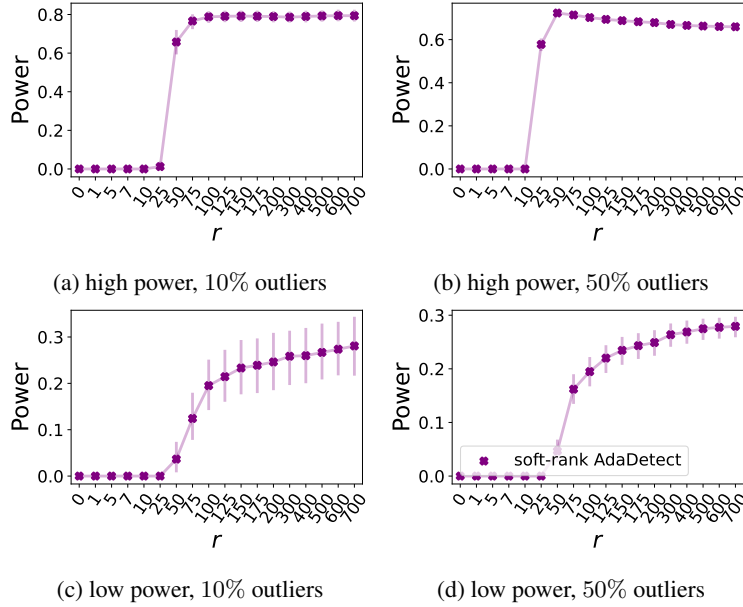 0.8
0.6
0.4
0.2
0.0
Power
0 1 5 7 10 25 50 75 100 125 150 175 200 300 400 500 600 700
r
(a) high power, 10% outliers
0.6
0.4
0.2
0.0
Power
0 1 5 7 10 25 50 75 100 125 150 175 200 300 400 500 600 700
r
(b) high power, 50% outliers
0.3
0.2
0.1
0.0
Power
0 1 5 7 10 25 50 75 100 125 150 175 200 300 400 500 600 700
r
(c) low power, 10% outliers
0.3
0.2
0.1
0.0
Power
soft-rank AdaDetect
0 1 5 7 10 25 50 75 100 125 150 175 200 300 400 500 600 700
r
(d) low power, 50% outliers